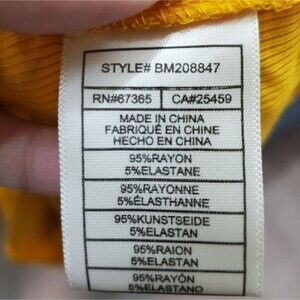 STYLE# BM208847
RN#67365 CA#25459
MADE IN CHINA
FABRIQUÉ EN CHINE
HECHO EN CHINA
95%RAYON
5%ELASTANE
95%RAYONNE
5%ÉLASTHANNE
95%KUNSTSEIDE
5%ELASTAN
95%RAION
5%ELASTAN
95%RAYÓN
5%ELASTANO